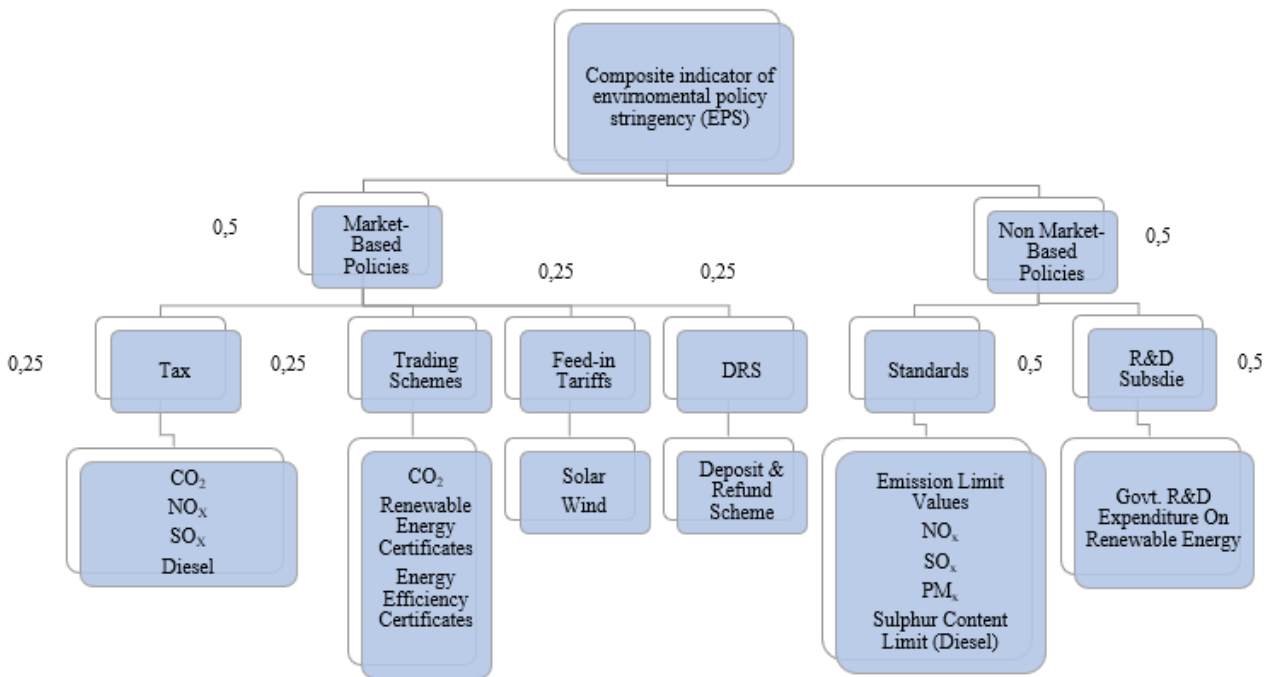 Composite indicator of
envirnomental policy
stringency (EPS)
0,5
Market-
Based
Policies
Non Market-
Based
Policies
0,5
0,25
0,25
0,25
Tax
0,25
Trading
Schemes
Feed-in
Tariffs
DRS
Standards
0,5
R&D
Subsdie
0,5
CO₂
NOX
SOX
Diesel
CO₂
Renewable
Energy
Certificates
Energy
Efficiency
Certificates
Solar
Wind
Deposit &
Refund
Scheme
Emission Limit
Values
NOₓ
SOₓ
PMₓ
Sulphur Content
Limit (Diesel)
Govt. R&D
Expenditure On
Renewable Energy